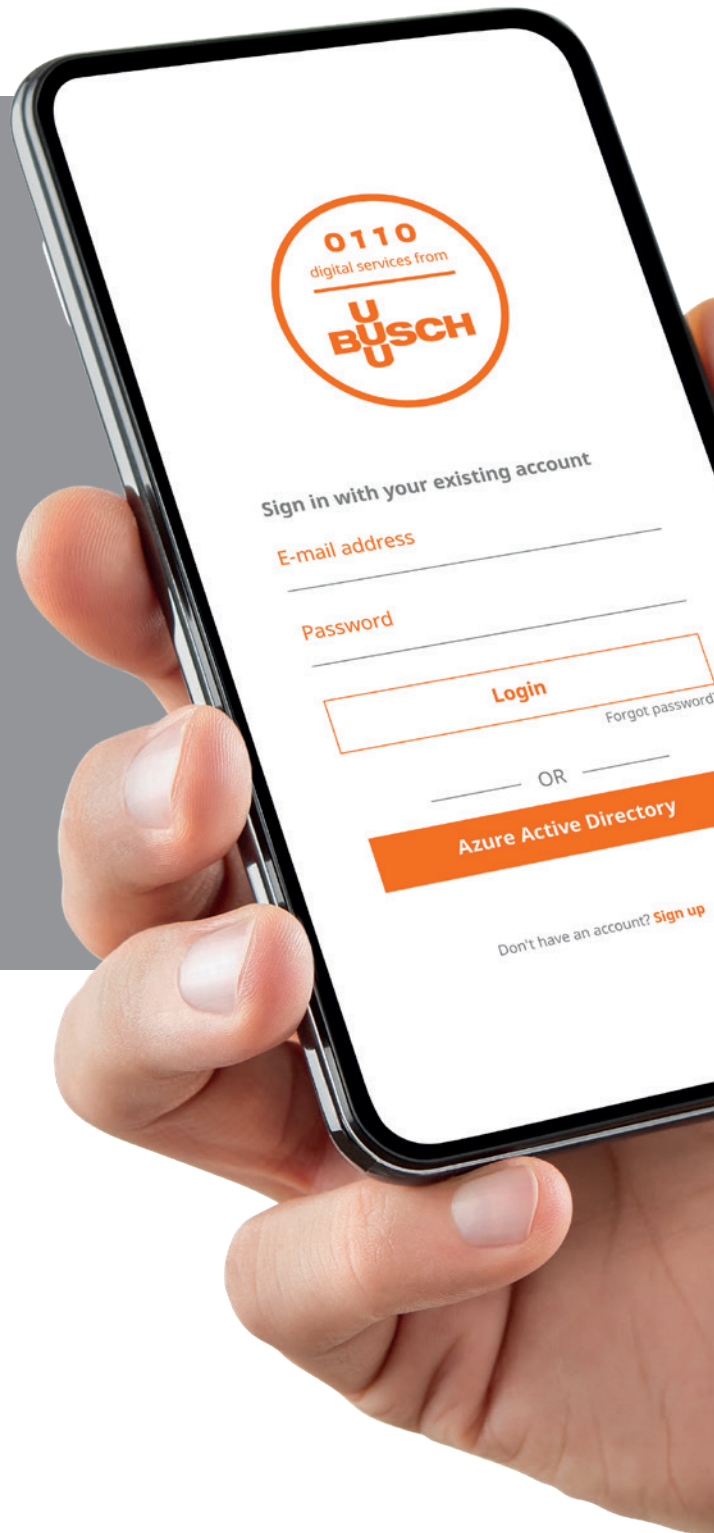 0110
digital services from
U
BUSCH
U
Sign in with your existing account
E-mail address
Password
Login
Forgot password?
OR
Azure Active Directory
Don't have an account? Sign up